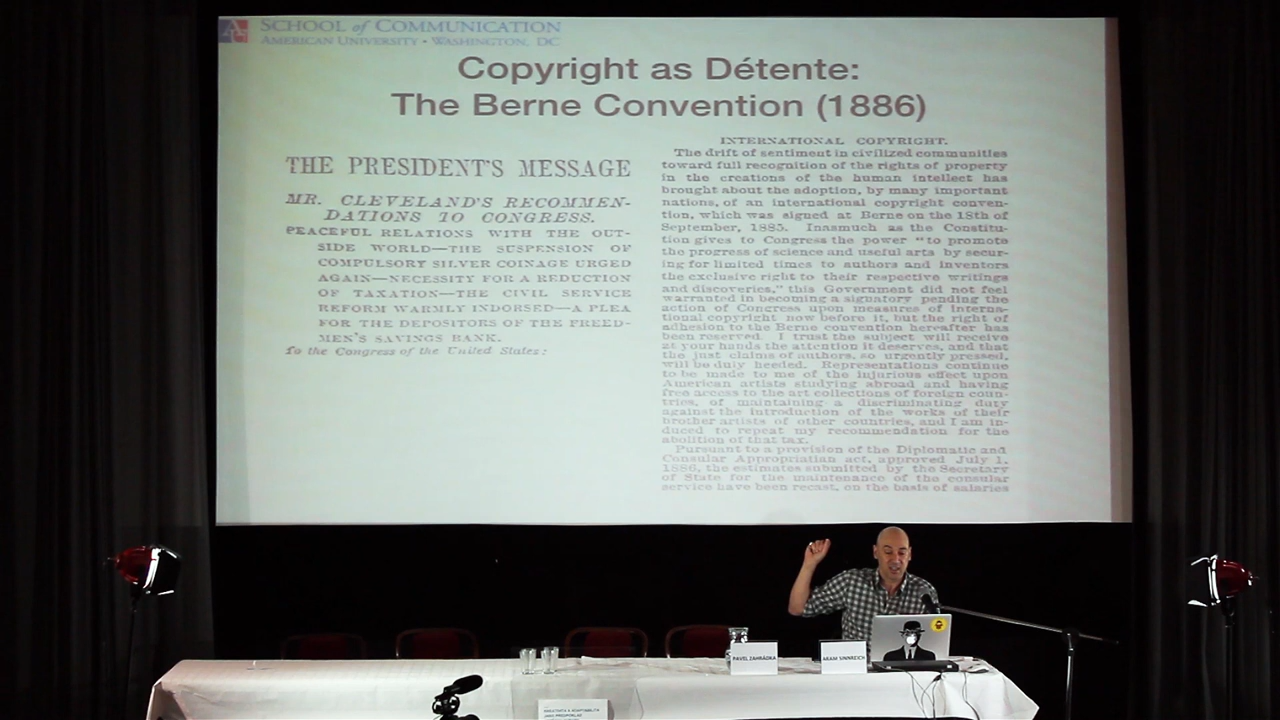 SCHOOL of COMMUNICATION
AMERICAN UNIVERSITY • WASHINGTON, DC
Copyright as Détente:
The Berne Convention (1886)
THE PRESIDENT'S MESSAGE
MR. CLEVELAND'S RECOMMEN-
DATIONS TO CONGRESS.
PEACEFUL RELATIONS WITH THE OUT-
SIDE WORLD—THE SUSPENSION OF
COMPULSORY SILVER COINAGE URGED
AGAIN—NECESSITY FOR A REDUCTION
OF TAXATION—THE CIVIL SERVICE
REFORM WARMLY INDORSED—A PLEA
FOR THE DEPOSITORS OF THE FREED-
MEN'S SAVINGS BANK.
To the Congress of the United States:
INTERNATIONAL COPYRIGHT.
The drift of sentiment in civilized communities
toward full recognition of the rights of property
in the creations of the human intellect has
brought about the adoption, by many important
nations, of an international copyright conven-
tion, which was signed at Berne on the 18th of
September, 1885. Inasmuch as the Constitu-
tion gives to Congress the power "to promote
the progress of science and useful arts by secur-
ing for limited times to authors and inventors
the exclusive right to their respective writings
and discoveries," this Government did not feel
warranted in becoming a signatory pending the
action of Congress upon measures of interna-
tional copyright now before it, but the right of
adhesion to the Berne convention hereafter has
been reserved. I trust the subject will receive
at your hands the attention it deserves, and that
the just claims of authors, so urgently pressed,
will be duly heeded. Representations continue
to be made to me of the injurious effect upon
American artists studying abroad and having
free access to the art collections of foreign coun-
tries, of maintaining a discriminating duty
against the introduction of the works of their
brother artists of other countries, and I am in-
duced to repeat my recommendation for the
abolition of that tax.
Pursuant to a provision of the Diplomatic and
Consular Appropriation act, approved July 1,
1886, the estimates submitted by the Secretary
of State for the maintenance of the consular
service have been recast, on the basis of salaries
PAVEL ZAHRÁDKA
ARAM SINNREICH